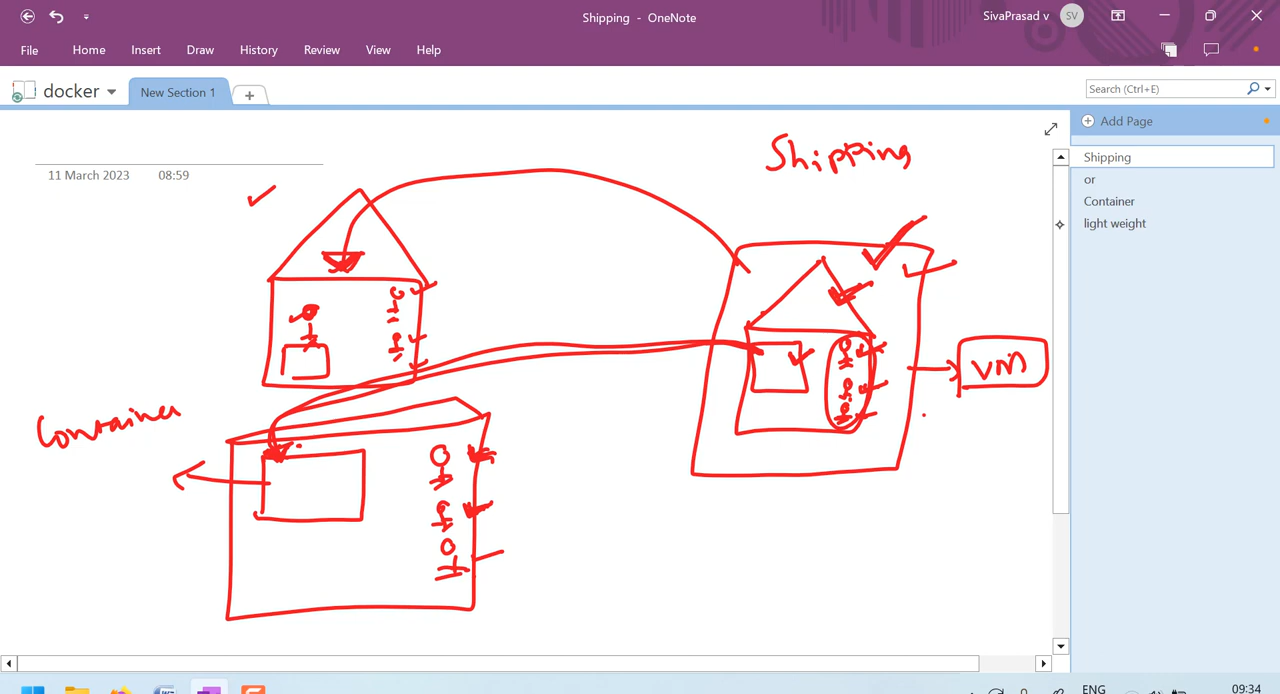 Shipping - OneNote
SivaPrasad v
SV
File Home Insert Draw History Review View Help
docker
New Section 1
Search (Ctrl+E)
Add Page
Shipping
or
Container
light weight
11 March 2023 08:59
Shipping
Container
vm
ENG
09:34